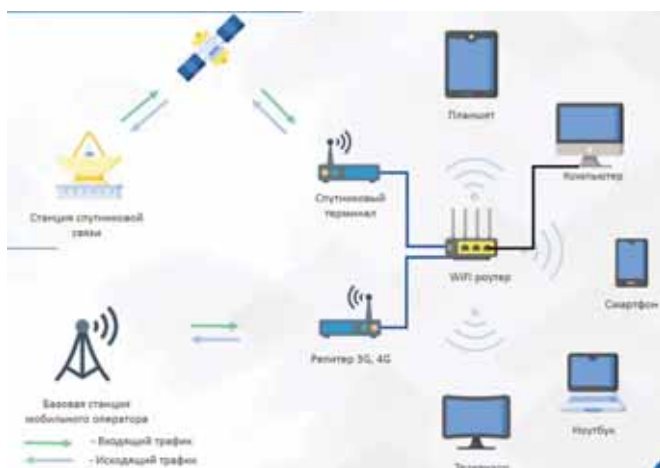 Планшет
Компьютер
Станция спутниковой
связи
Спутниковый
терминал
WiFi роутер
Смартфон
Репитер 3G, 4G
Базовая станция
мобильного оператора
Ноутбук
- Входящий трафик
- Исходящий трафик